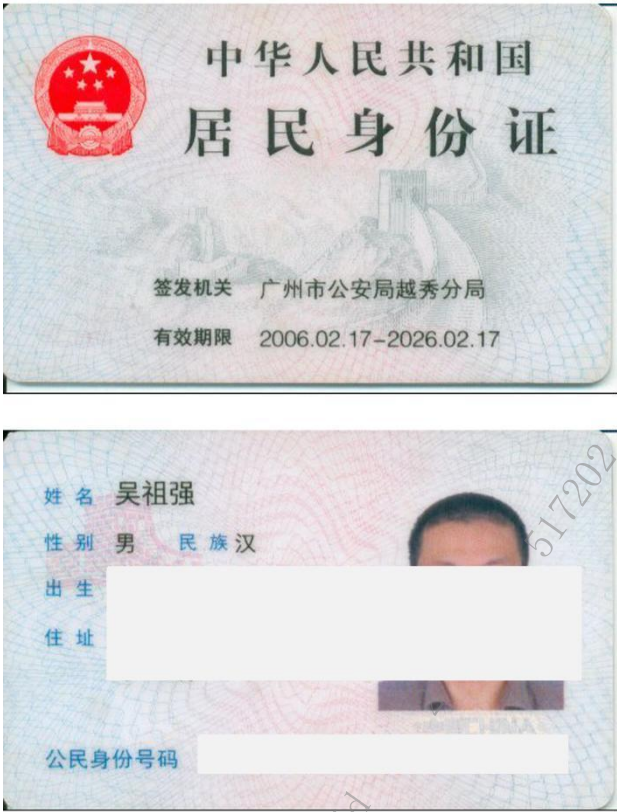 中华人民共和国
居民身份证
签发机关 广州市公安局越秀分局
有效期限 2006.02.17-2026.02.17
姓名 吴祖强
性别 男 民族 汉
出生
住址
公民身份号码
517202